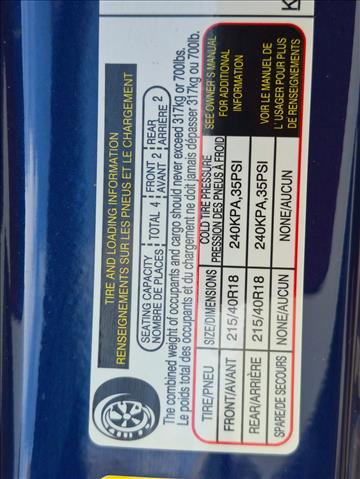 TIRE AND LOADING INFORMATION
RENSEIGNEMENTS SUR LES PNEUS ET LE CHARGEMENT
SEATING CAPACITY TOTAL 4 FRONT 2 REAR 2
NOMBRE DE PLACES AVANT 2 ARRIÈRE 2
The combined weight of occupants and cargo should never exceed 317kg or 700lbs.
Le poids total des occupants et du chargement ne doit jamais dépasser 317kg ou 700lb.
TIRE/PNEU SIZE/DIMENSIONS COLD TIRE PRESSURE
PRESSION DES PNEUS À FROID
FRONT/AVANT 215/40R18 240KPA,35PSI
REAR/ARRIÈRE 215/40R18 240KPA,35PSI
SPARE/DE SECOURS NONE/AUCUN NONE/AUCUN
SEE OWNER'S MANUAL
FOR ADDITIONAL
INFORMATION
VOIR LE MANUEL DE
L'USAGER POUR PLUS
DE RENSEIGNEMENTS